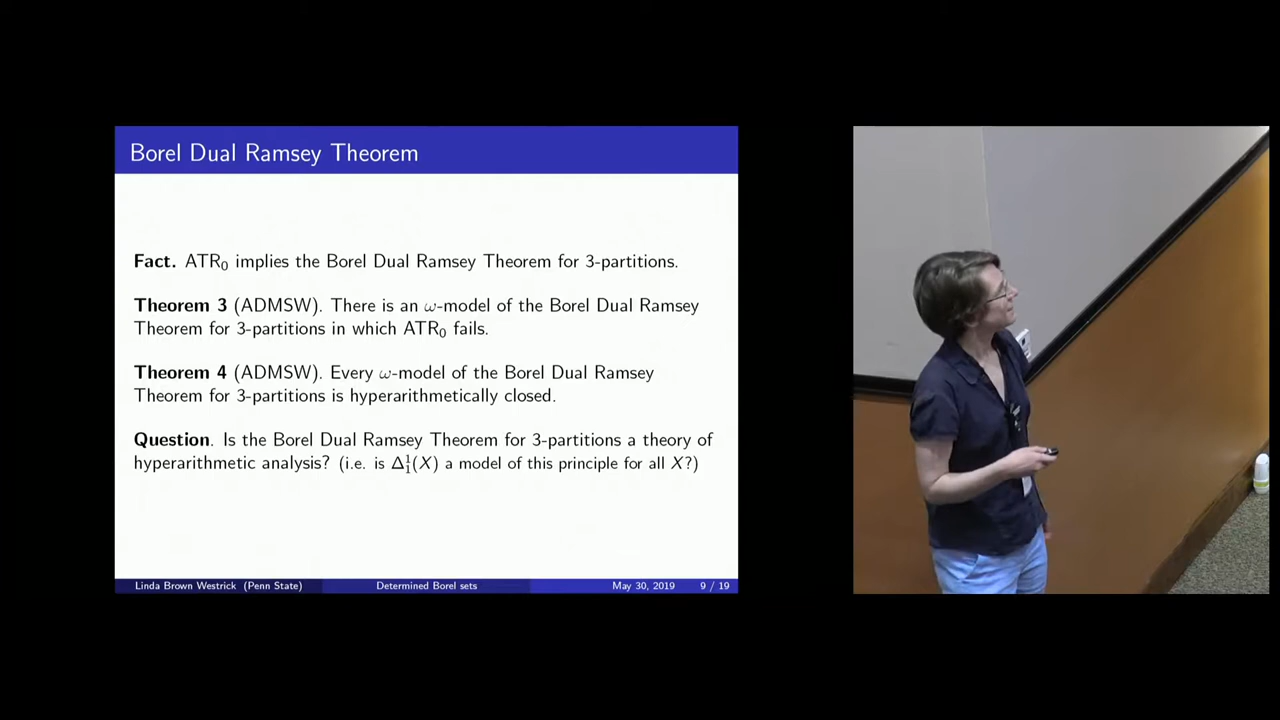 Borel Dual Ramsey Theorem
Fact. ATR₀ implies the Borel Dual Ramsey Theorem for 3-partitions.
Theorem 3 (ADMSW). There is an ω-model of the Borel Dual Ramsey
Theorem for 3-partitions in which ATR₀ fails.
Theorem 4 (ADMSW). Every ω-model of the Borel Dual Ramsey
Theorem for 3-partitions is hyperarithmetically closed.
Question. Is the Borel Dual Ramsey Theorem for 3-partitions a theory of
hyperarithmetic analysis? (i.e. is Δ¹₁(X) a model of this principle for all X?)
Linda Brown Westrick (Penn State) Determined Borel sets May 30, 2019 9 / 19